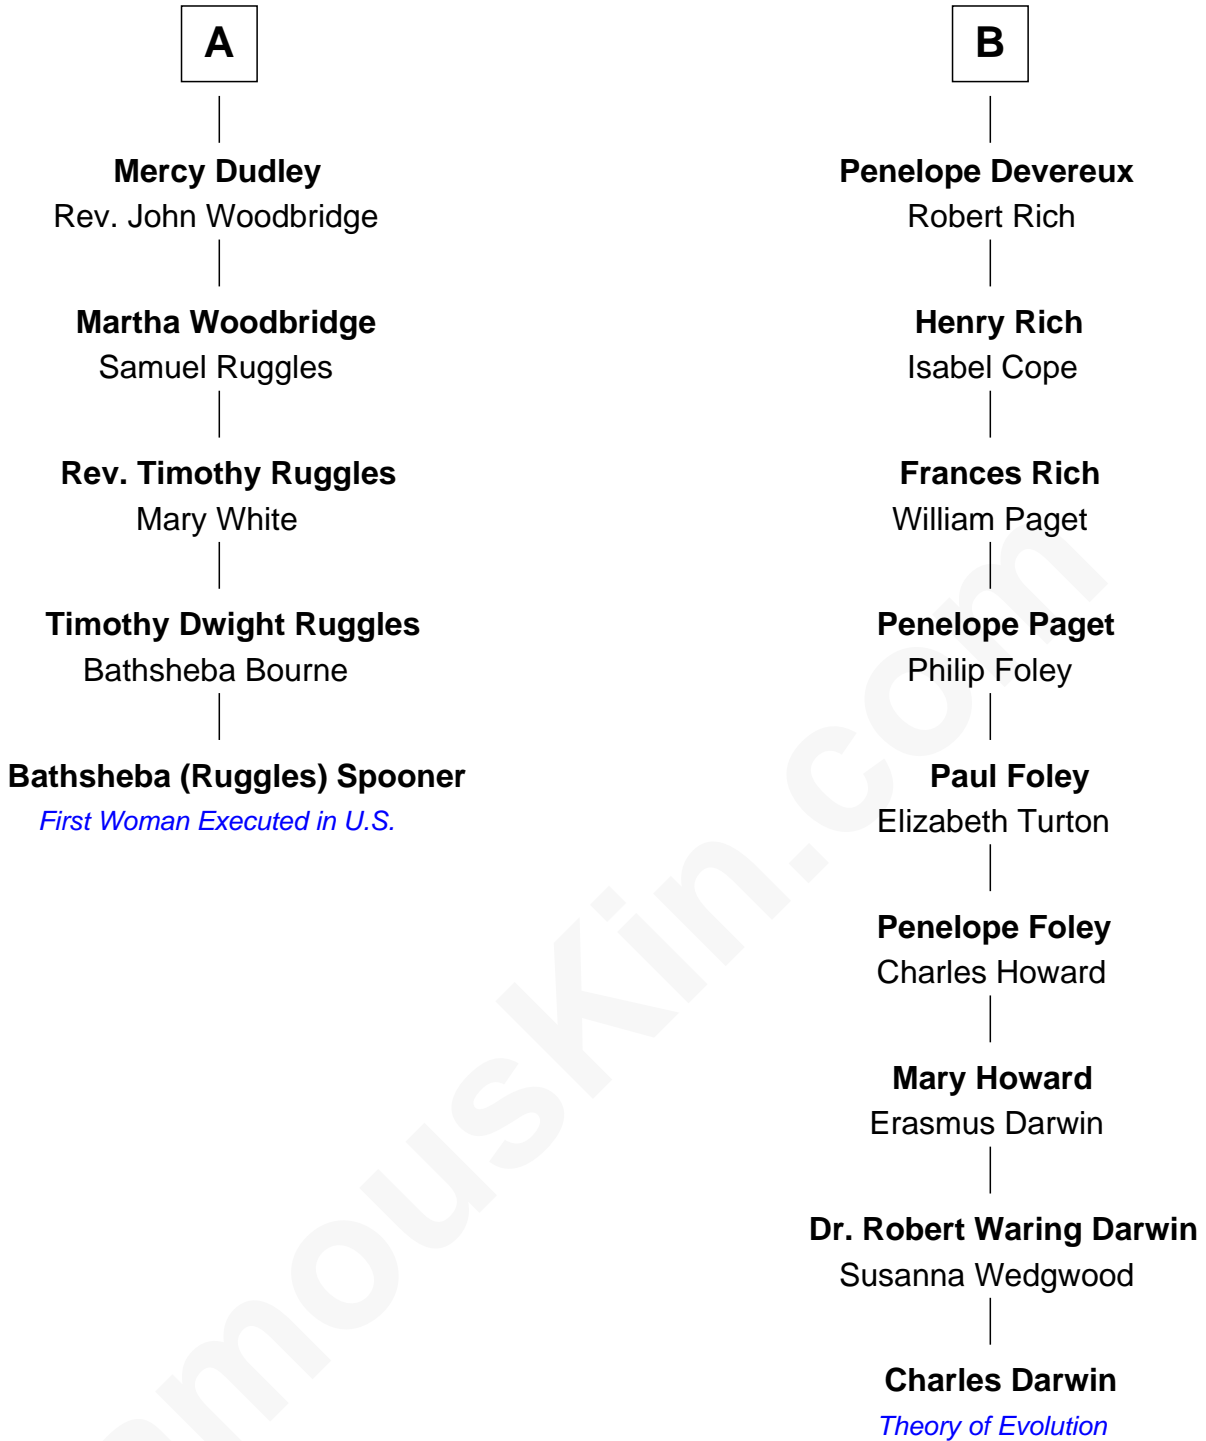 A
Mercy Dudley
Rev. John Woodbridge
Martha Woodbridge
Samuel Ruggles
Rev. Timothy Ruggles
Mary White
Timothy Dwight Ruggles
Bathsheba Bourne
Bathsheba (Ruggles) Spooner
First Woman Executed in U.S.
B
Penelope Devereux
Robert Rich
Henry Rich
Isabel Cope
Frances Rich
William Paget
Penelope Paget
Philip Foley
Paul Foley
Elizabeth Turton
Penelope Foley
Charles Howard
Mary Howard
Erasmus Darwin
Dr. Robert Waring Darwin
Susanna Wedgwood
Charles Darwin
Theory of Evolution
amouskin.com